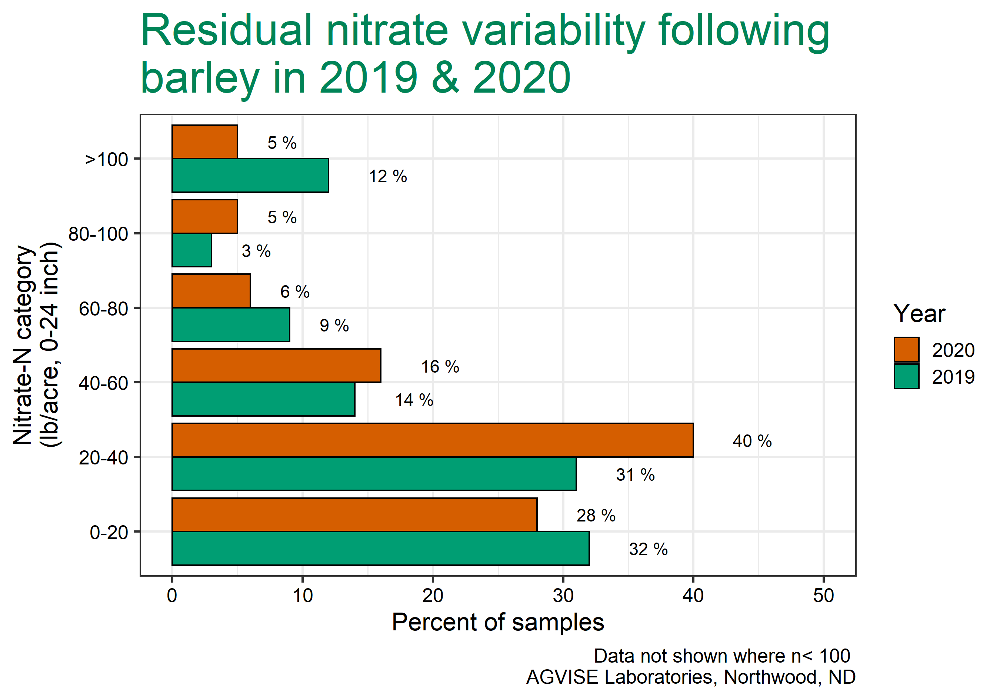 Residual nitrate variability following
barley in 2019 & 2020
Nitrate-N category
(lb/acre, 0-24 inch)
>100
5 %
12 %
80-100
5 %
3 %
60-80
6 %
9 %
40-60
16 %
14 %
20-40
40 %
31 %
0-20
28 %
32 %
0 10 20 30 40 50
Percent of samples
Year
2020
2019
Data not shown where n< 100
AGVISE Laboratories, Northwood, ND